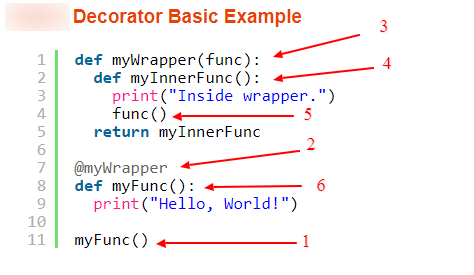 Decorator Basic Example
1 def myWrapper(func): 3
2 def myInnerFunc(): 4
3 print("Inside wrapper.")
4 func() 5
5 return myInnerFunc
6 2
7 @myWrapper
8 def myFunc(): 6
9 print("Hello, World!")
10
11 myFunc() 1